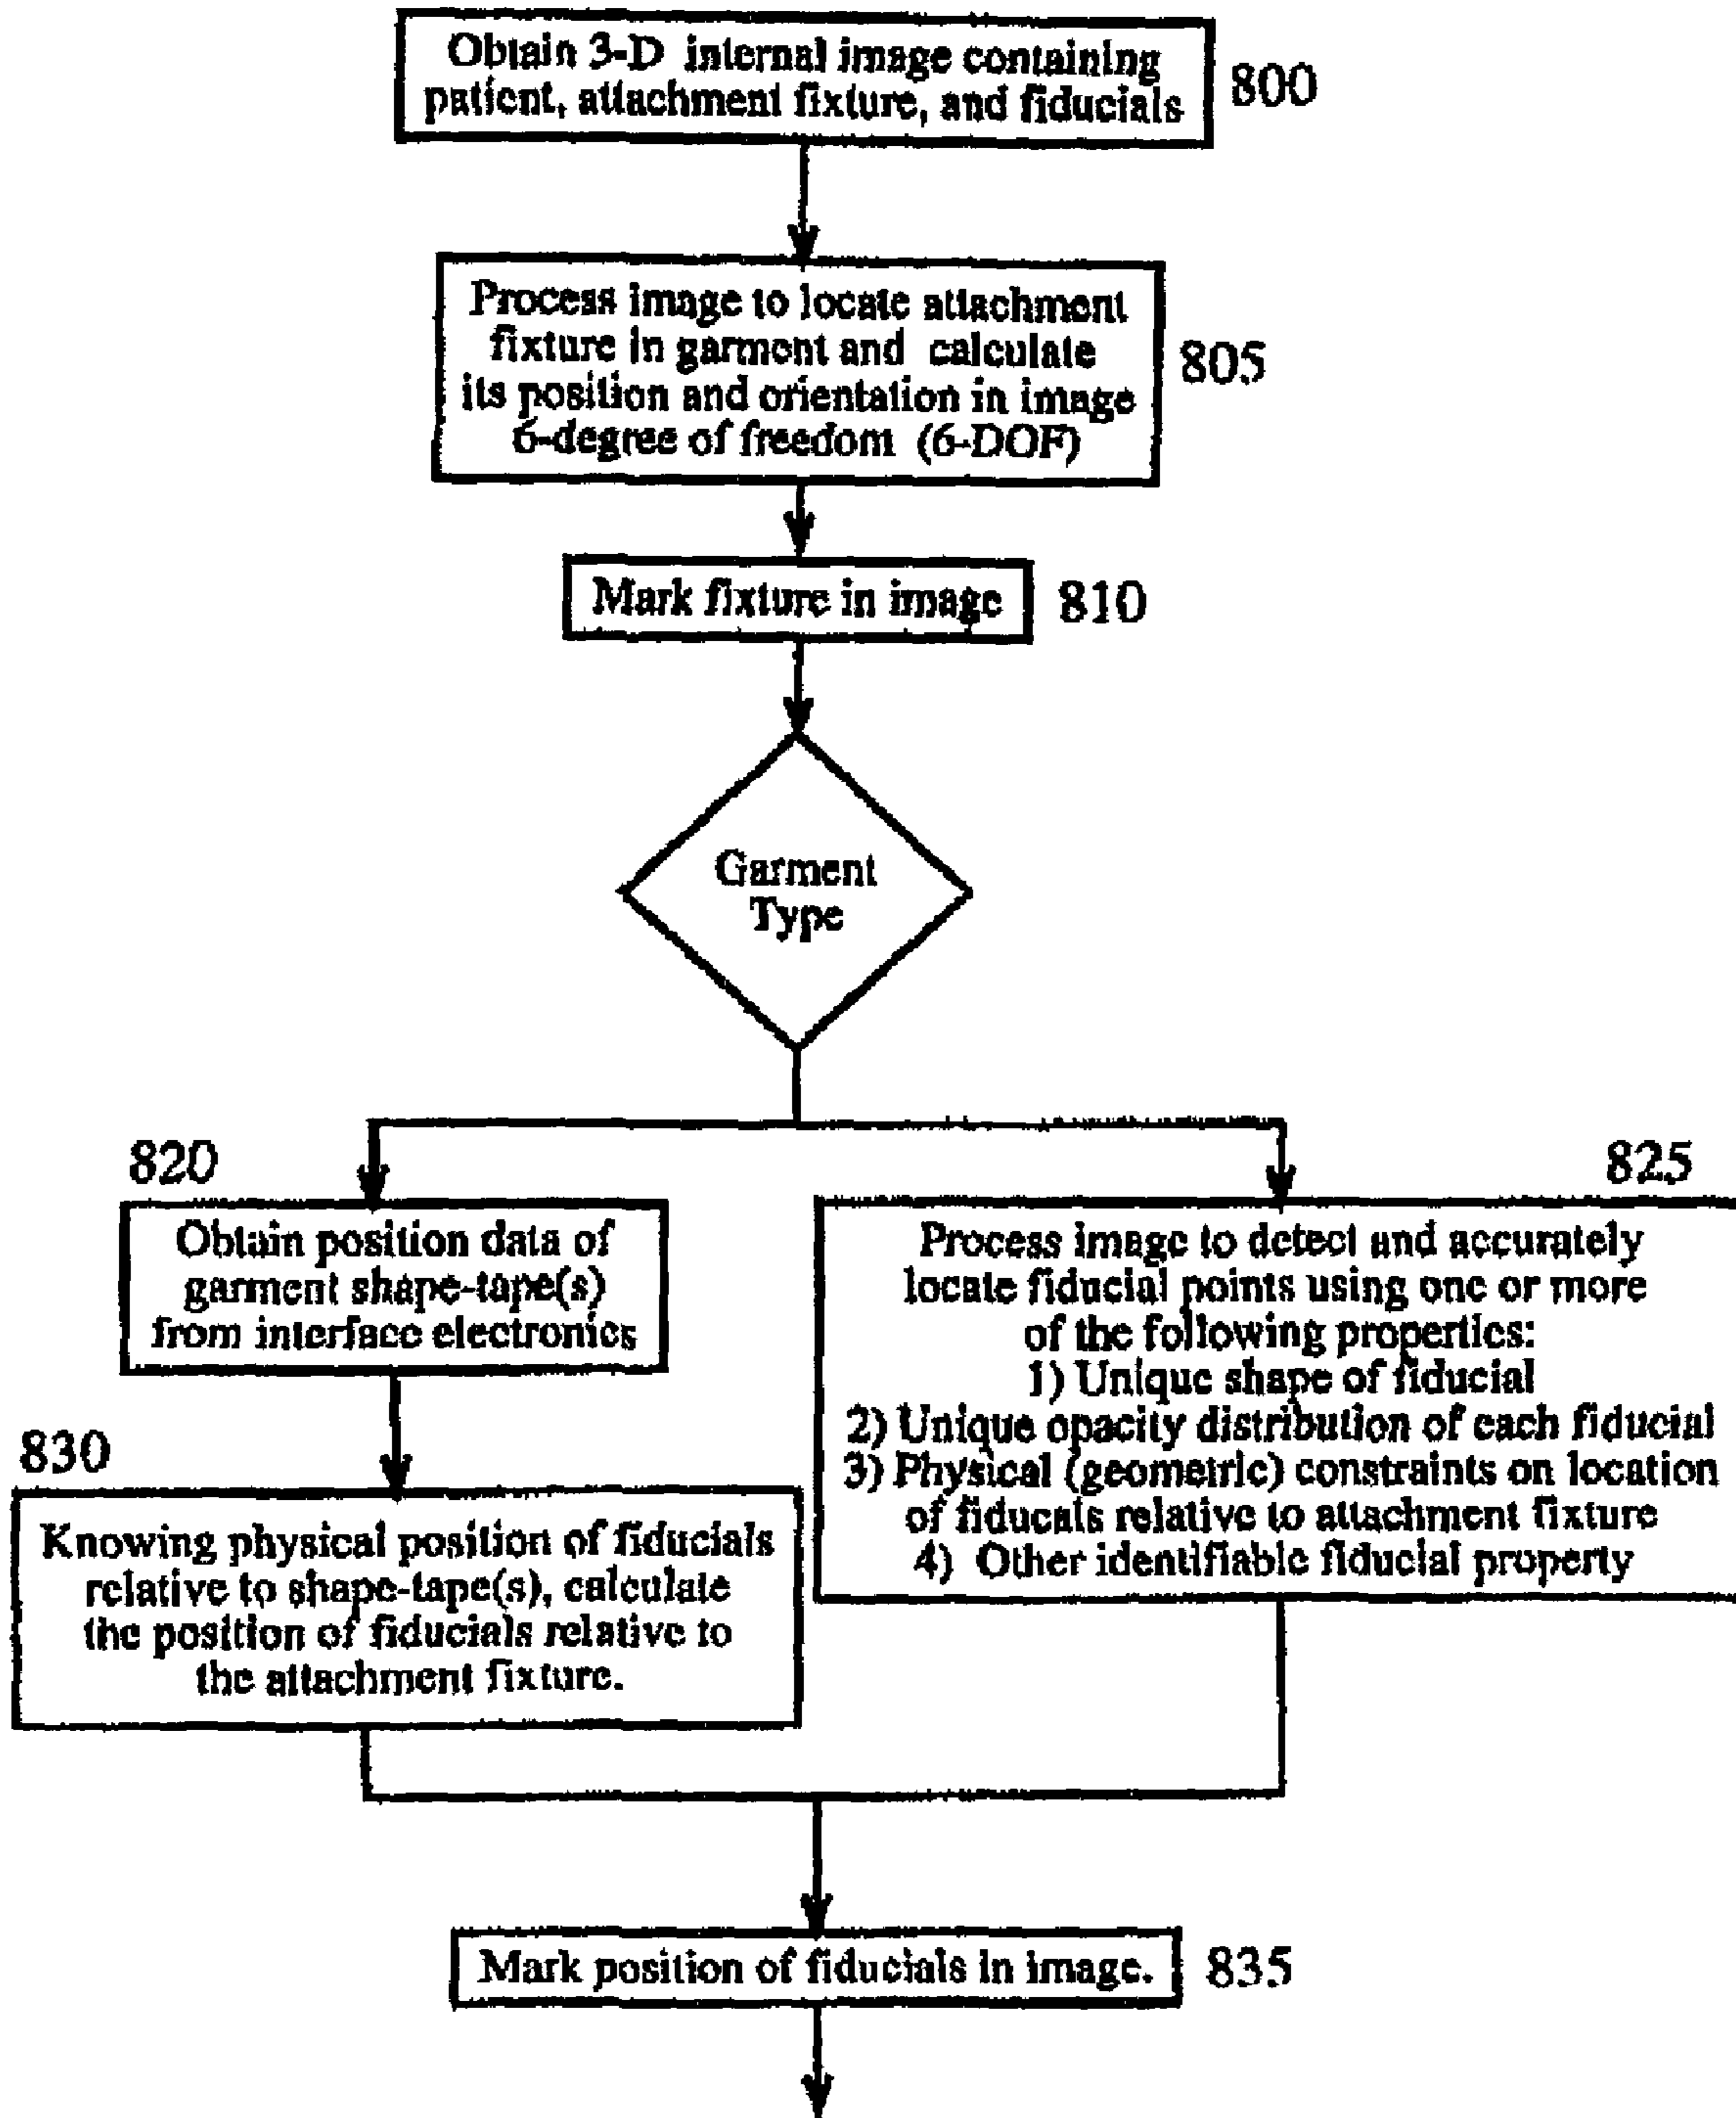 Obtain 3-D internal image containing
patient, attachment fixture, and fiducials
800
Process image to locate attachment
fixture in garment and calculate
its position and orientation in image
6-degree of freedom (6-DOF)
805
Mark fixture in image
810
Garment
Type
820
Obtain position data of
garment shape-tape(s)
from interface electronics
825
Process image to detect and accurately
locate fiducial points using one or more
of the following properties:
1) Unique shape of fiducial
2) Unique opacity distribution of each fiducial
3) Physical (geometric) constraints on location
of fiducals relative to attachment fixture
4) Other identifiable fiducial property
830
Knowing physical position of fiducials
relative to shape-tape(s), calculate
the position of fiducials relative to
the attachment fixture.
Mark position of fiducials in image.
835